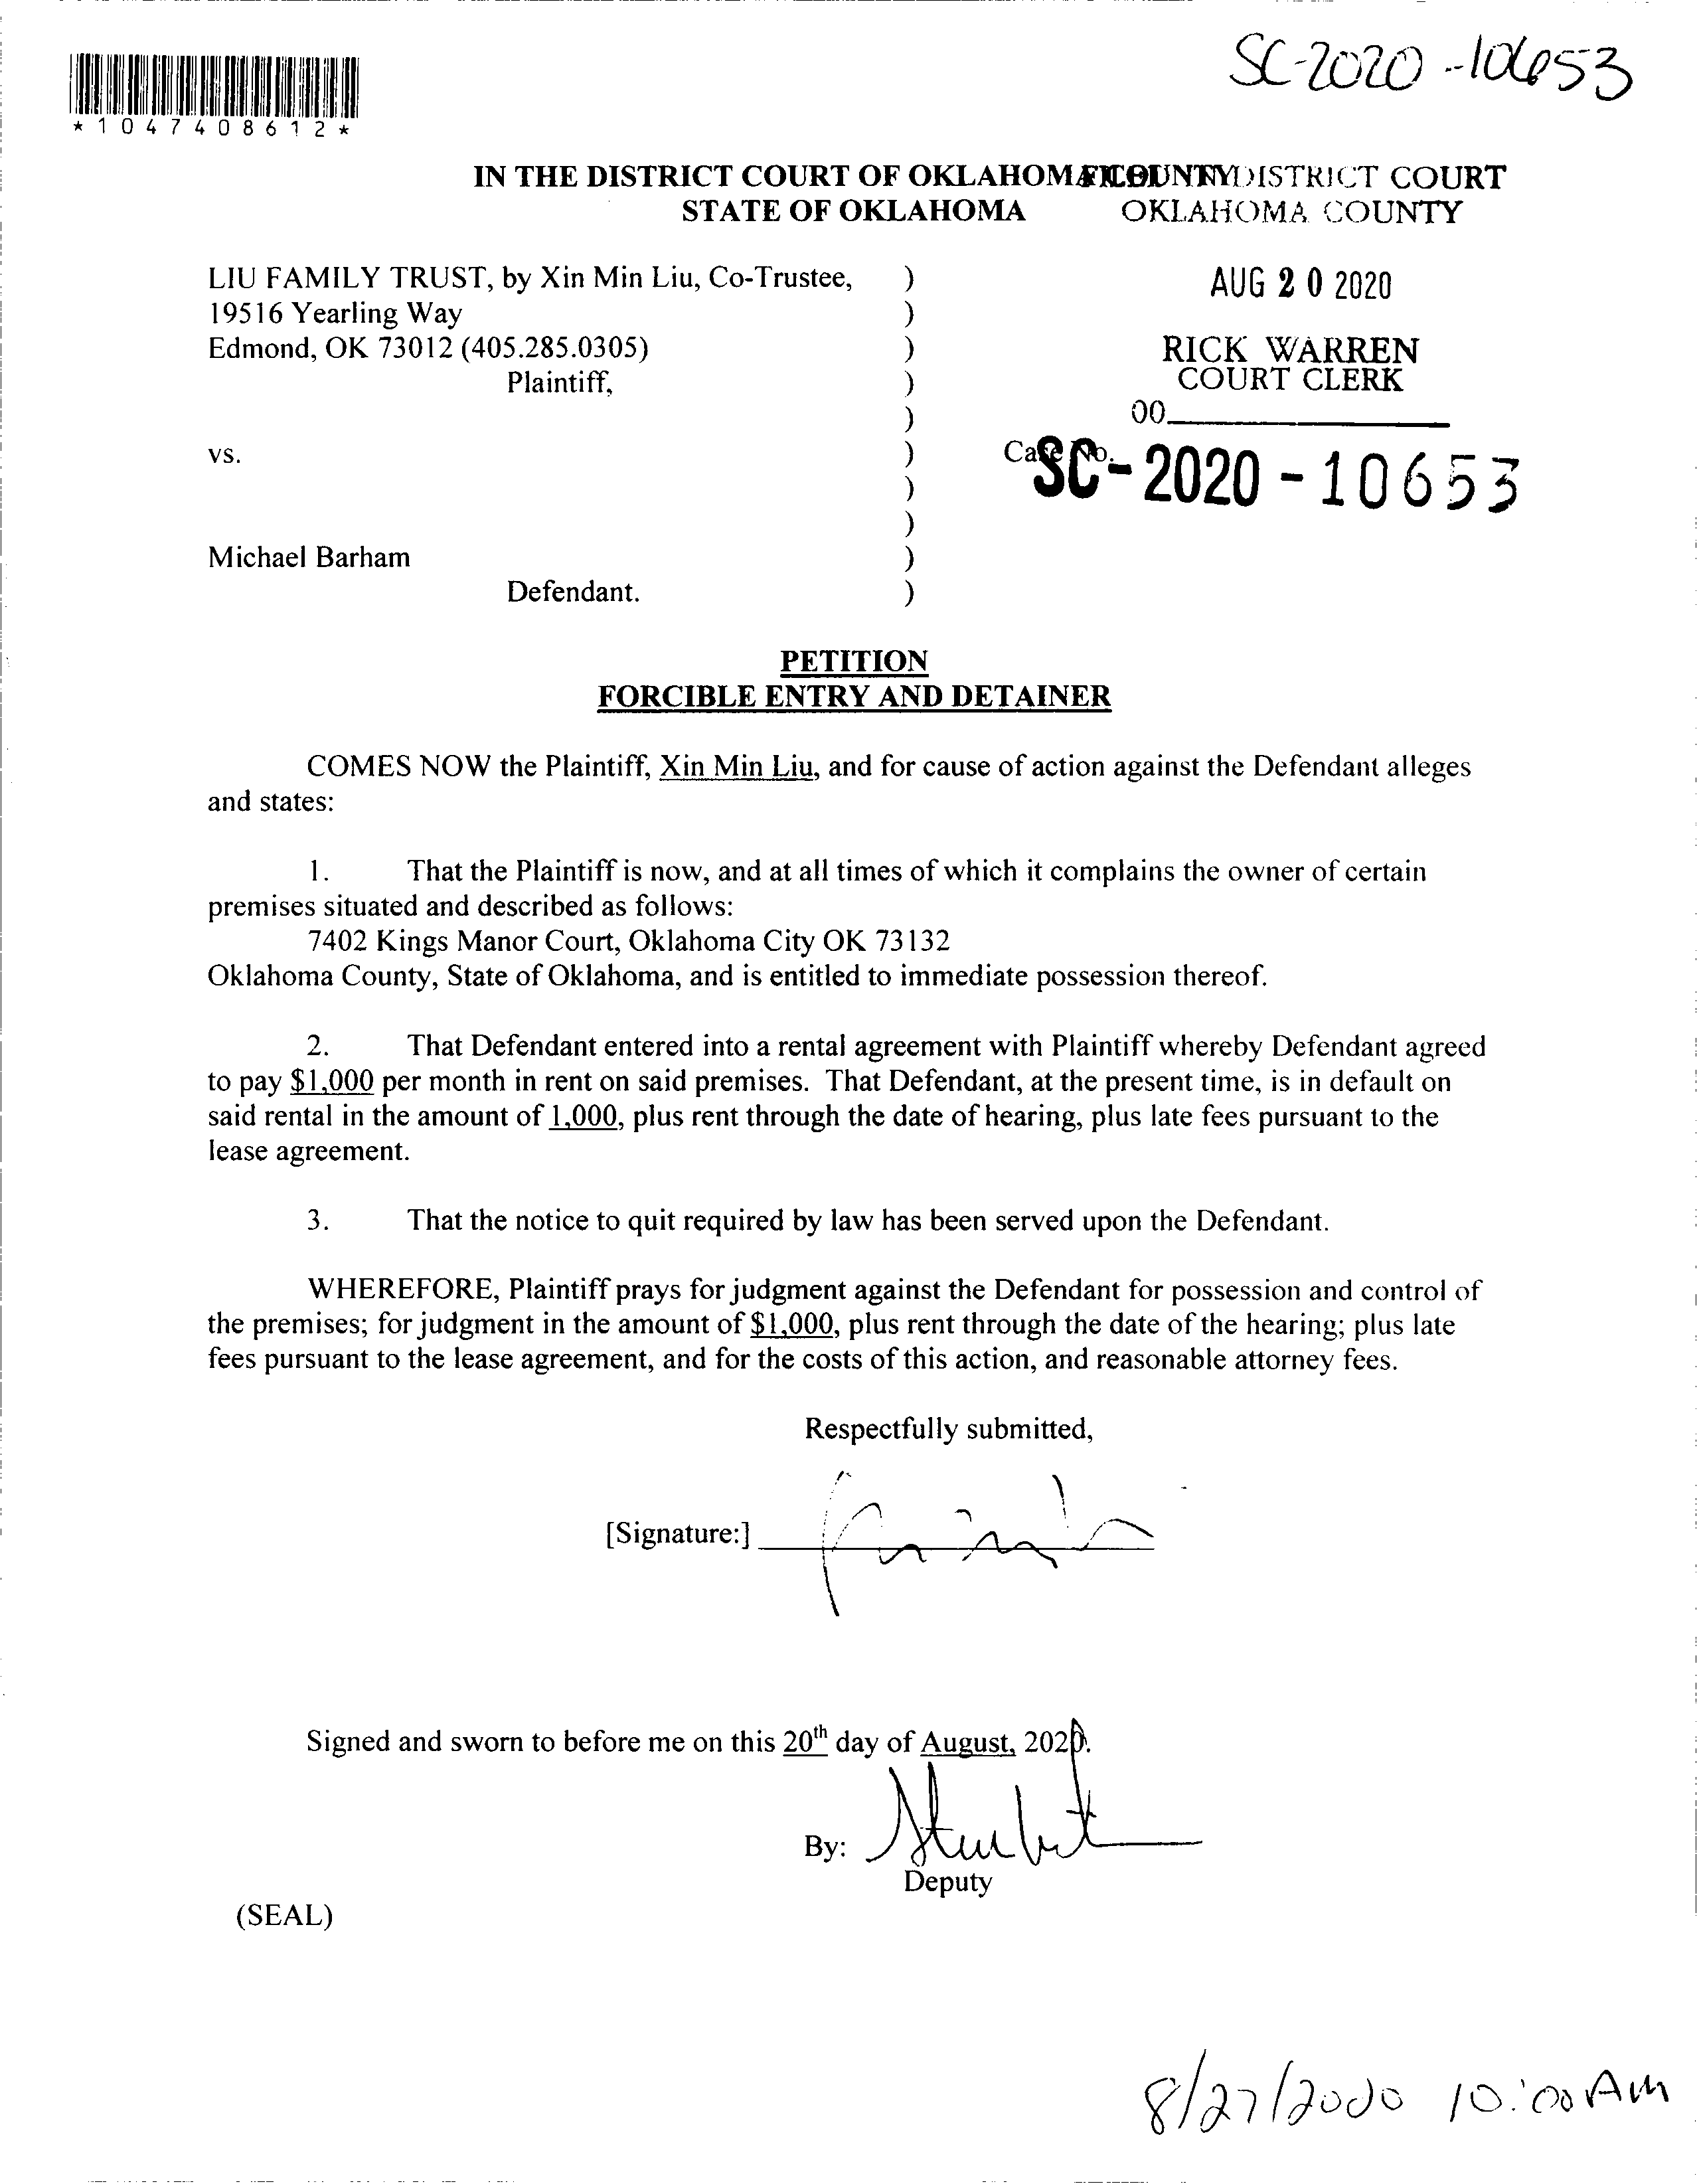 SC-2020-10653
*1047408612*
IN THE DISTRICT COURT OF OKLAHOMA COUNTY
STATE OF OKLAHOMA
FILED IN DISTRICT COURT
OKLAHOMA COUNTY
LIU FAMILY TRUST, by Xin Min Liu, Co-Trustee, )
19516 Yearling Way )
Edmond, OK 73012 (405.285.0305) )
Plaintiff, )
)
vs. )
)
)
Michael Barham )
Defendant. )
AUG 20 2020
RICK WARREN
COURT CLERK
00
Case No.
SC-2020-10653
PETITION
FORCIBLE ENTRY AND DETAINER
COMES NOW the Plaintiff, Xin Min Liu, and for cause of action against the Defendant alleges
and states:
1. That the Plaintiff is now, and at all times of which it complains the owner of certain
premises situated and described as follows:
7402 Kings Manor Court, Oklahoma City OK 73132
Oklahoma County, State of Oklahoma, and is entitled to immediate possession thereof.
2. That Defendant entered into a rental agreement with Plaintiff whereby Defendant agreed
to pay $1,000 per month in rent on said premises. That Defendant, at the present time, is in default on
said rental in the amount of 1,000, plus rent through the date of hearing, plus late fees pursuant to the
lease agreement.
3. That the notice to quit required by law has been served upon the Defendant.
WHEREFORE, Plaintiff prays for judgment against the Defendant for possession and control of
the premises; for judgment in the amount of $1,000, plus rent through the date of the hearing; plus late
fees pursuant to the lease agreement, and for the costs of this action, and reasonable attorney fees.
Respectfully submitted,
[Signature:]
Signed and sworn to before me on this 20th day of August, 2020.
By:
Deputy
(SEAL)
8/27/2020 10:00 AM